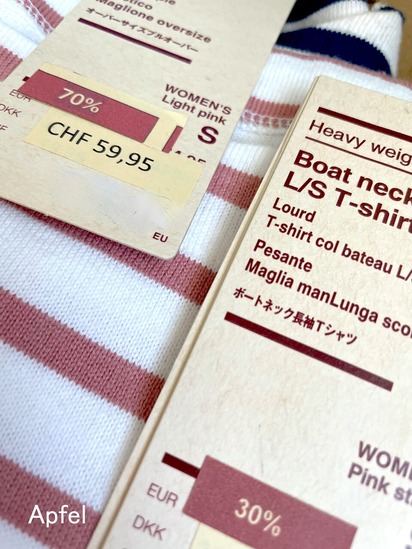 Maglione oversize
オーバーサイズプルオーバー
WOMEN'S
Light pink
S
EUR
70%
DKK
CHF 59,95
EU
Heavy weig
Boat neck
L/S T-shirt
Lourd
T-shirt col bateau L/
Pesante
Maglia manLunga sco
ボートネック長袖Tシャツ
WOM
Pink st
EUR
30%
DKK
Apfel